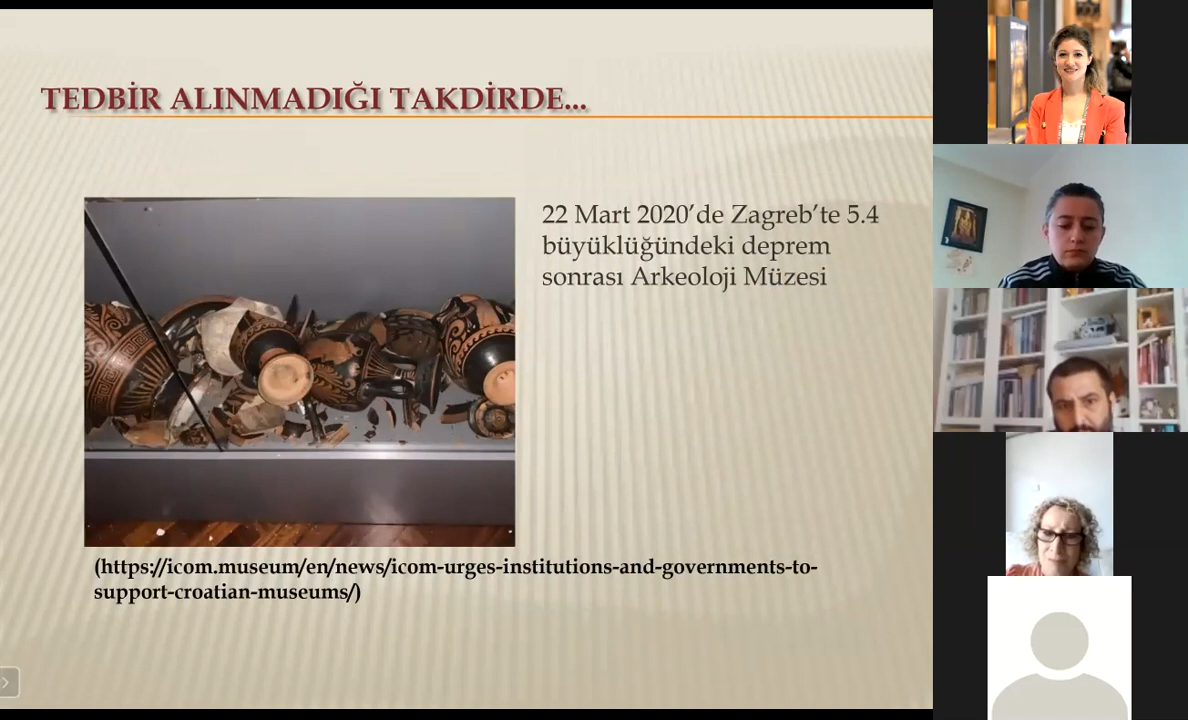 TEDBİR ALINMADIĞI TAKDİRDE...
22 Mart 2020’de Zagreb’te 5.4
büyüklüğündeki deprem
sonrası Arkeoloji Müzesi
(https://icom.museum/en/news/icom-urges-institutions-and-governments-to-
support-croatian-museums/)